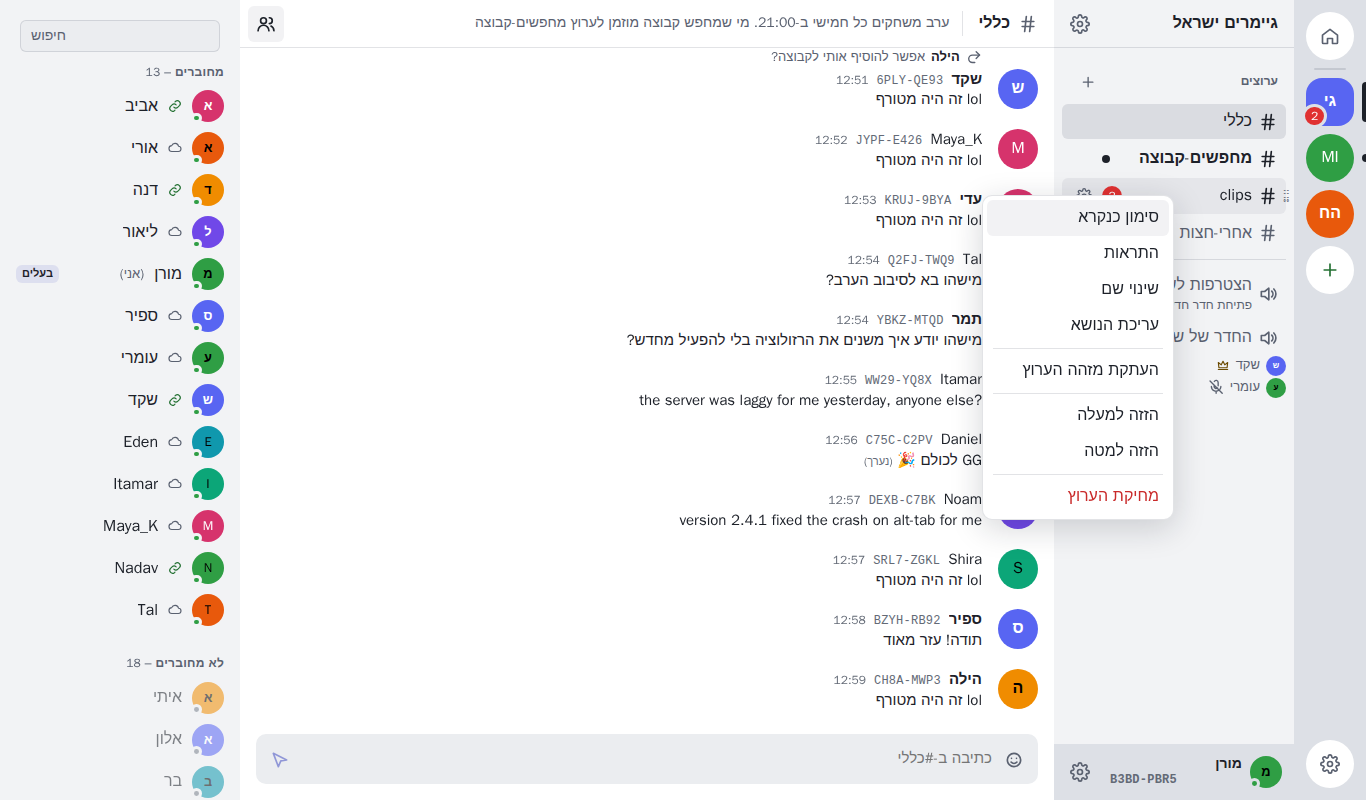 גי
2
MI
הח
גיימרים ישראל
ערוצים
כללי
מחפשים-קבוצה
clips
אחרי-חצות
שקד
עומרי
מורן
B3BD-PBR5
סימון כנקרא
התראות
שינוי שם
עריכת הנושא
העתקת מזהה הערוץ
הזזה למעלה
הזזה למטה
מחיקת הערוץ
כללי
ערב משחקים כל חמישי ב-21:00. מי שמחפש קבוצה מוזמן לערוץ מחפשים-קבוצה
הילה אפשר להוסיף אותי לקבוצה?
ש
שקד 6PLY-QE93 12:51
lol זה היה מטורף
M
Maya_K JYPF-E426 12:52
lol זה היה מטורף
עדי KRUJ-9BYA 12:53
lol זה היה מטורף
Tal Q2FJ-TWQ9 12:54
מישהו בא לסיבוב הערב?
תמר YBKZ-MTQD 12:54
מישהו יודע איך משנים את הרזולוציה בלי להפעיל מחדש?
Itamar WW29-YQ8X 12:55
the server was laggy for me yesterday, anyone else?
Daniel C75C-C2PV 12:56
GG לכולם 🎉 (נערך)
Noam DEXB-C7BK 12:57
version 2.4.1 fixed the crash on alt-tab for me
S
Shira SRL7-ZGKL 12:57
lol זה היה מטורף
ס
ספיר BZYH-RB92 12:58
תודה! עזר מאוד
ה
הילה CH8A-MWP3 12:59
lol זה היה מטורף
כתיבה ב-#כללי
חיפוש
מחוברים – 13
א אביב
א אורי
ד דנה
ל ליאור
מ מורן (אני) בעלים
ס ספיר
ע עומרי
ש שקד
E Eden
I Itamar
M Maya_K
N Nadav
T Tal
לא מחוברים – 18
א איתי
א אלון
ב בר